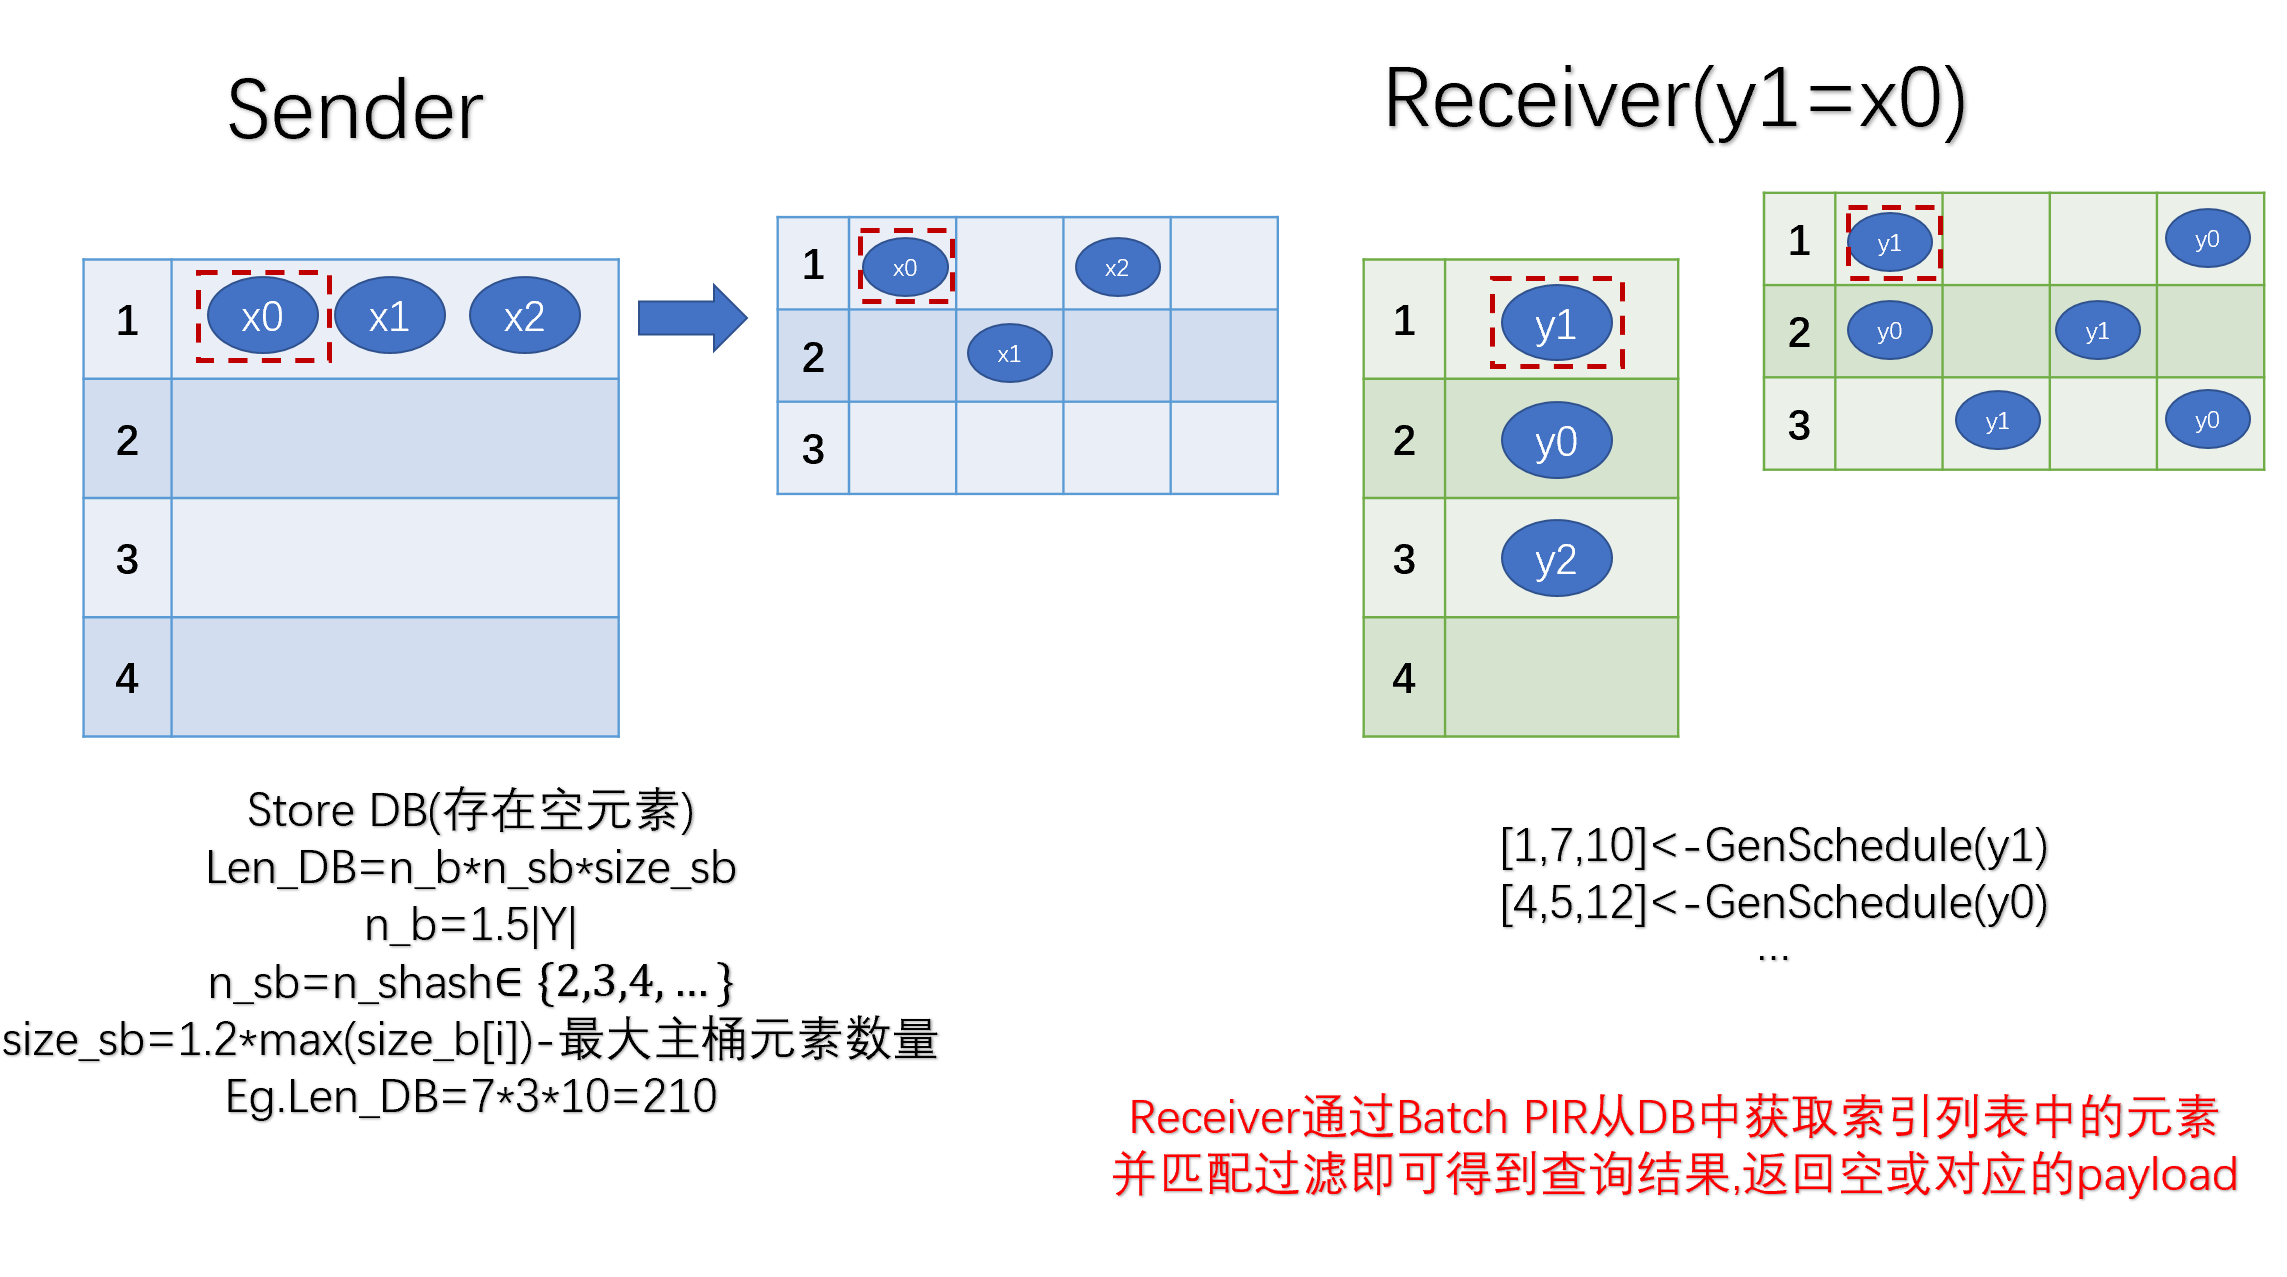 Sender
1 x0 x1 x2
2
3
4
1 x0 x2
2 x1
3
Store DB(存在空元素)
Len_DB=n_b*n_sb*size_sb
n_b=1.5|Y|
n_sb=n_shash∈ {2,3,4, … }
size_sb=1.2*max(size_b[i])-最大主桶元素数量
Eg.Len_DB=7*3*10=210
Receiver(y1=x0)
1 y1
2 y0
3 y2
4
1 y1 y0
2 y0 y1
3 y1 y0
[1,7,10]<-GenSchedule(y1)
[4,5,12]<-GenSchedule(y0)
...
Receiver通过Batch PIR从DB中获取索引列表中的元素
并匹配过滤即可得到查询结果,返回空或对应的payload